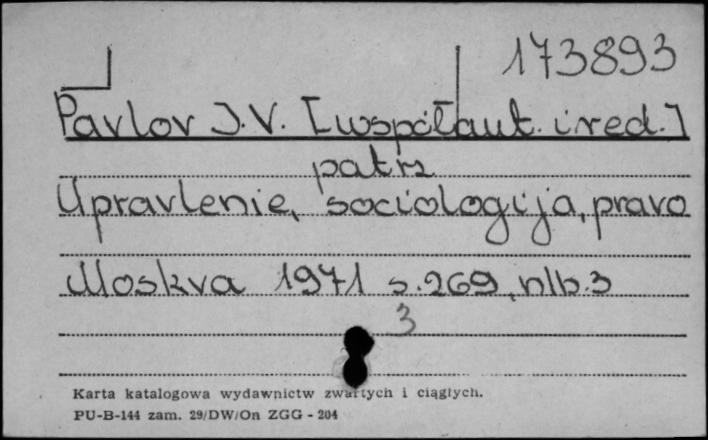 173893
Pavlov J.V. [współaut. i red.]
patrz
Upravlenie, sociologija, pravo
Moskva 1971 s.269, nlb.3
3
Karta katalogowa wydawnictw zwartych i ciągłych.
PU-B-144 zam. 29/DW/On ZGG - 204